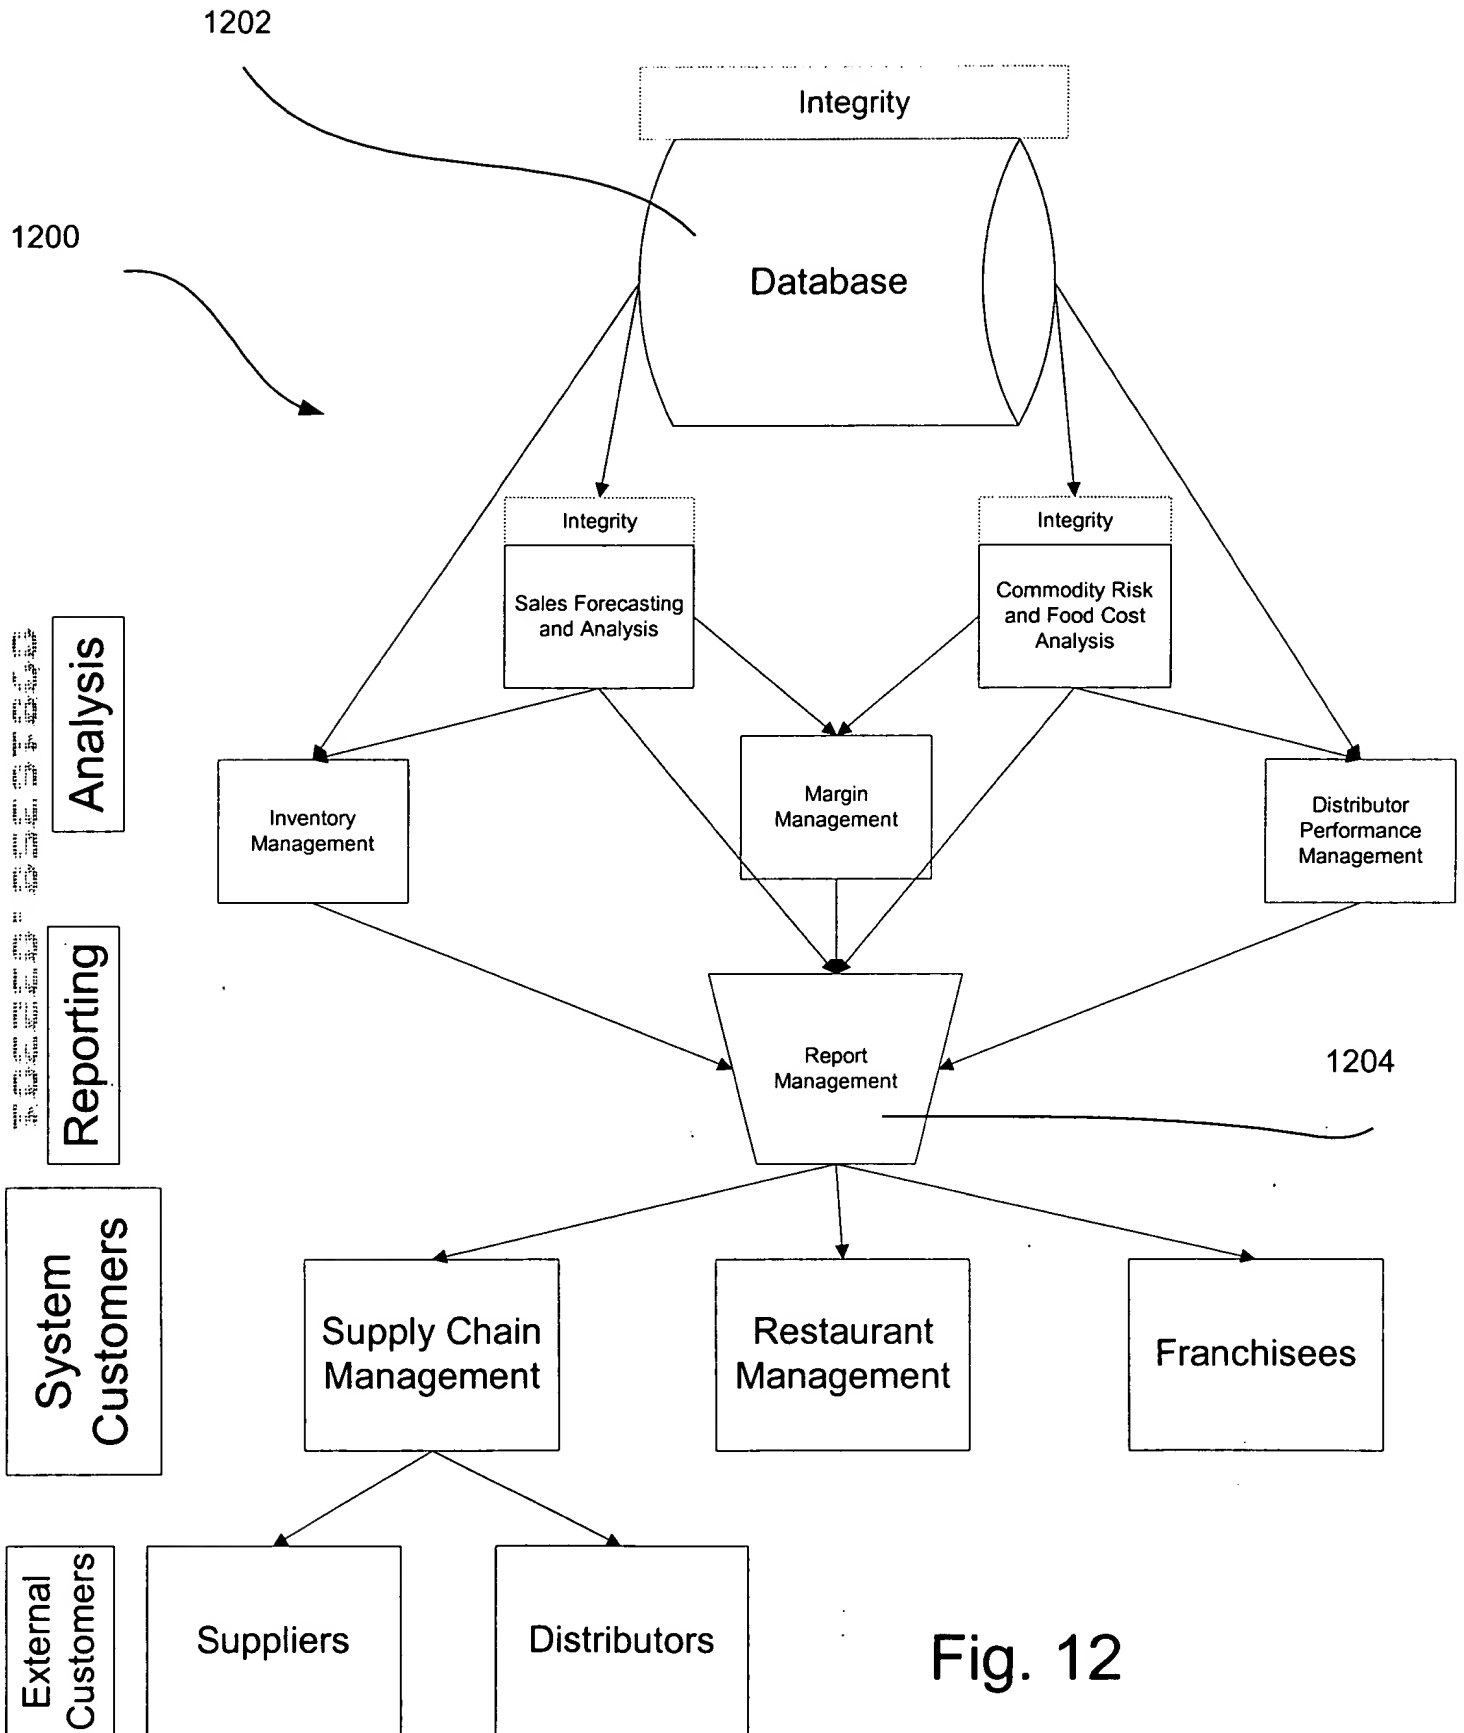 1202
Integrity
1200
Database
Integrity
Integrity
Sales Forecasting
and Analysis
Commodity Risk
and Food Cost
Analysis
Analysis
Inventory
Management
Margin
Management
Distributor
Performance
Management
Reporting
Report
Management
1204
System
Customers
Supply Chain
Management
Restaurant
Management
Franchisees
External
Customers
Suppliers
Distributors
Fig. 12